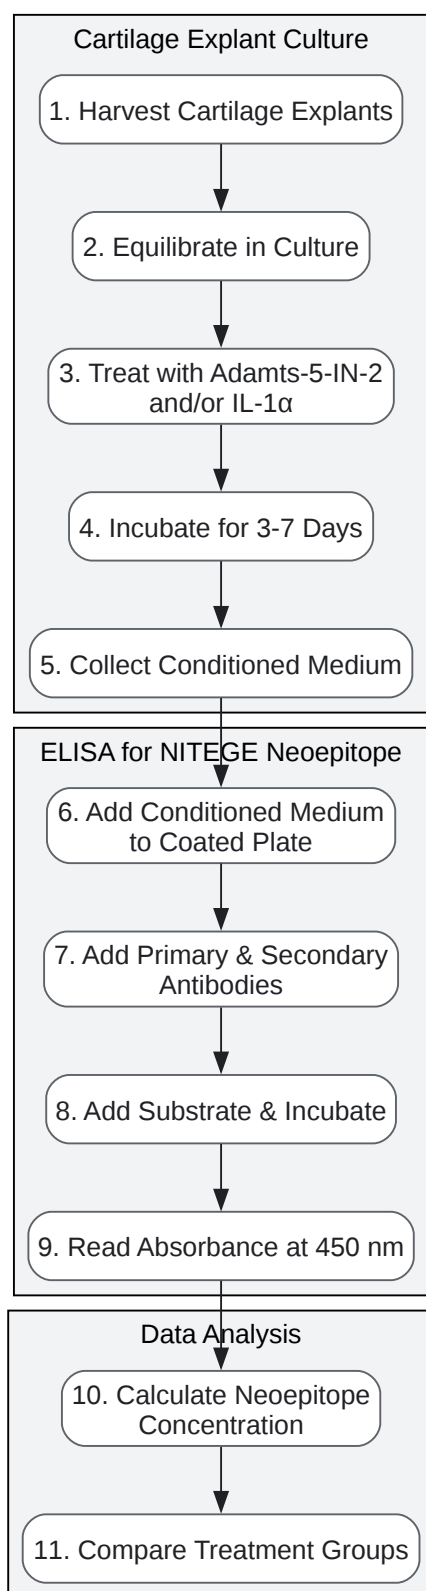 Cartilage Explant Culture
1. Harvest Cartilage Explants
2. Equilibrate in Culture
3. Treat with Adamts-5-IN-2
and/or IL-1α
4. Incubate for 3-7 Days
5. Collect Conditioned Medium
ELISA for NITEGE Neoepitope
6. Add Conditioned Medium
to Coated Plate
7. Add Primary & Secondary
Antibodies
8. Add Substrate & Incubate
9. Read Absorbance at 450 nm
Data Analysis
10. Calculate Neoepitope
Concentration
11. Compare Treatment Groups